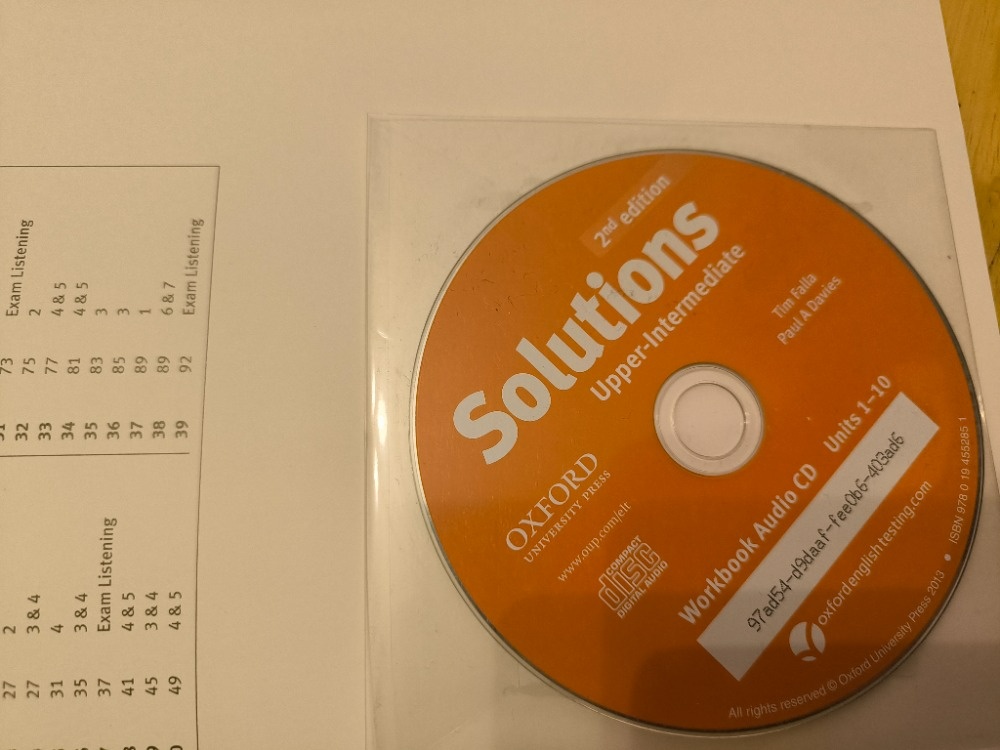 27 2
27 3 & 4
31 4
35 3 & 4
37 Exam Listening
41 4 & 5
45 3 & 4
49 4 & 5
73 Exam Listening
32 75 2
33 77 4 & 5
34 81 4 & 5
35 83 3
36 85 3
37 89 1
38 89 6 & 7
39 92 Exam Listening
2nd edition
Solutions
Upper-Intermediate
Tim Falla
Paul A Davies
OXFORD
UNIVERSITY PRESS
www.oup.com/elt
COMPACT
disc
DIGITAL AUDIO
Workbook Audio CD Units 1–10
97ad54-d9daaf-fee0b6-403ad6
oxfordenglishtesting.com
All rights reserved © Oxford University Press 2013 • ISBN 978 0 19 455285 1